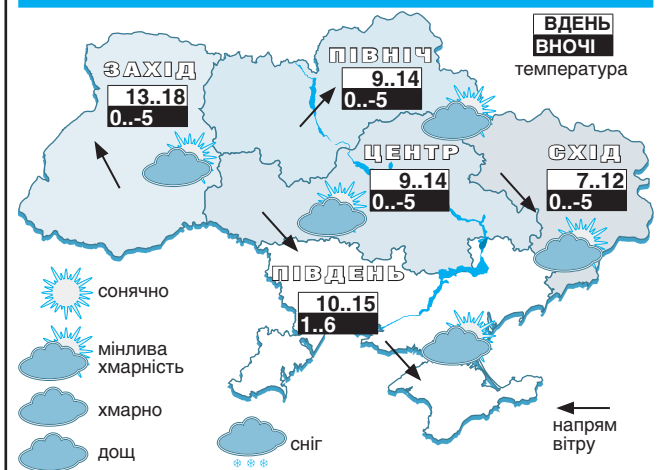 ВДЕНЬ
ВНОЧІ
температура
ЗАХІД
13..18
0..-5
ПІВНІЧ
9..14
0..-5
ЦЕНТР
9..14
0..-5
СХІД
7..12
0..-5
ПІВДЕНЬ
10..15
1..6
сонячно
мінлива
хмарність
хмарно
дощ
сніг
напрям
вітру